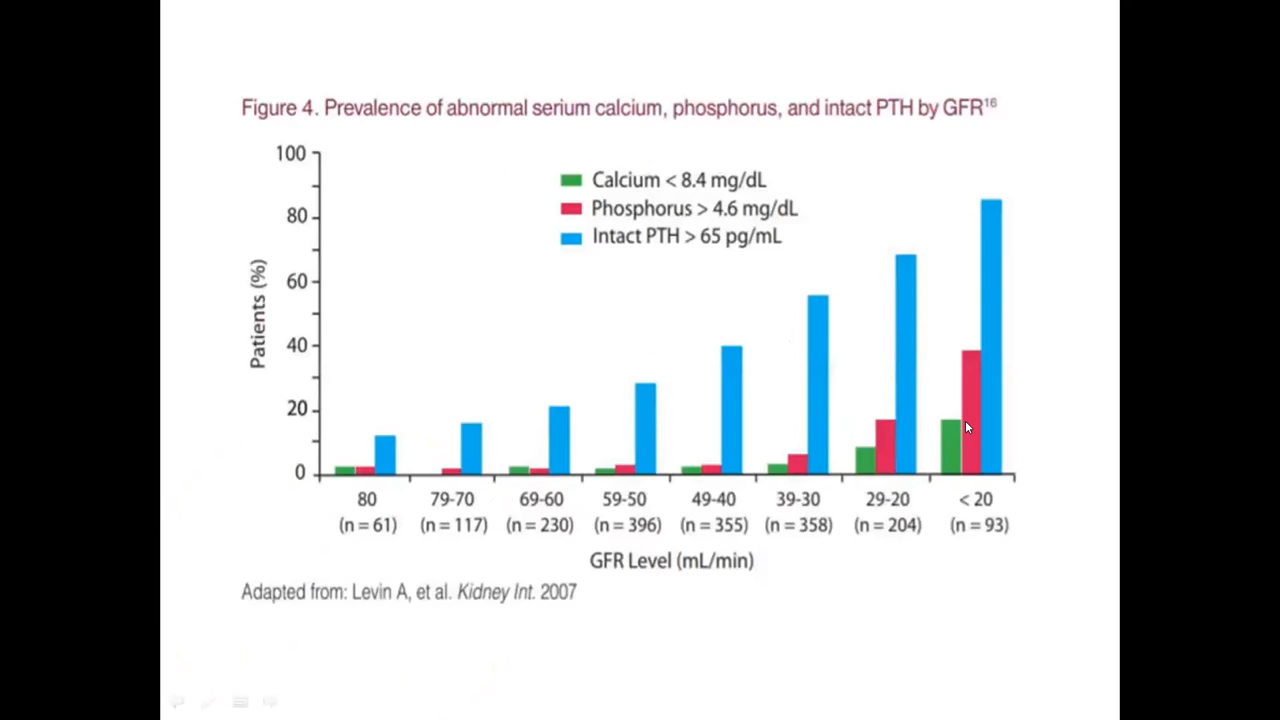 Figure 4. Prevalence of abnormal serium calcium, phosphorus, and intact PTH by GFR16
100
80
60
40
20
0
Patients (%)
Calcium < 8.4 mg/dL
Phosphorus > 4.6 mg/dL
Intact PTH > 65 pg/mL
80 79-70 69-60 59-50 49-40 39-30 29-20 < 20
(n = 61) (n = 117) (n = 230) (n = 396) (n = 355) (n = 358) (n = 204) (n = 93)
GFR Level (mL/min)
Adapted from: Levin A, et al. Kidney Int. 2007